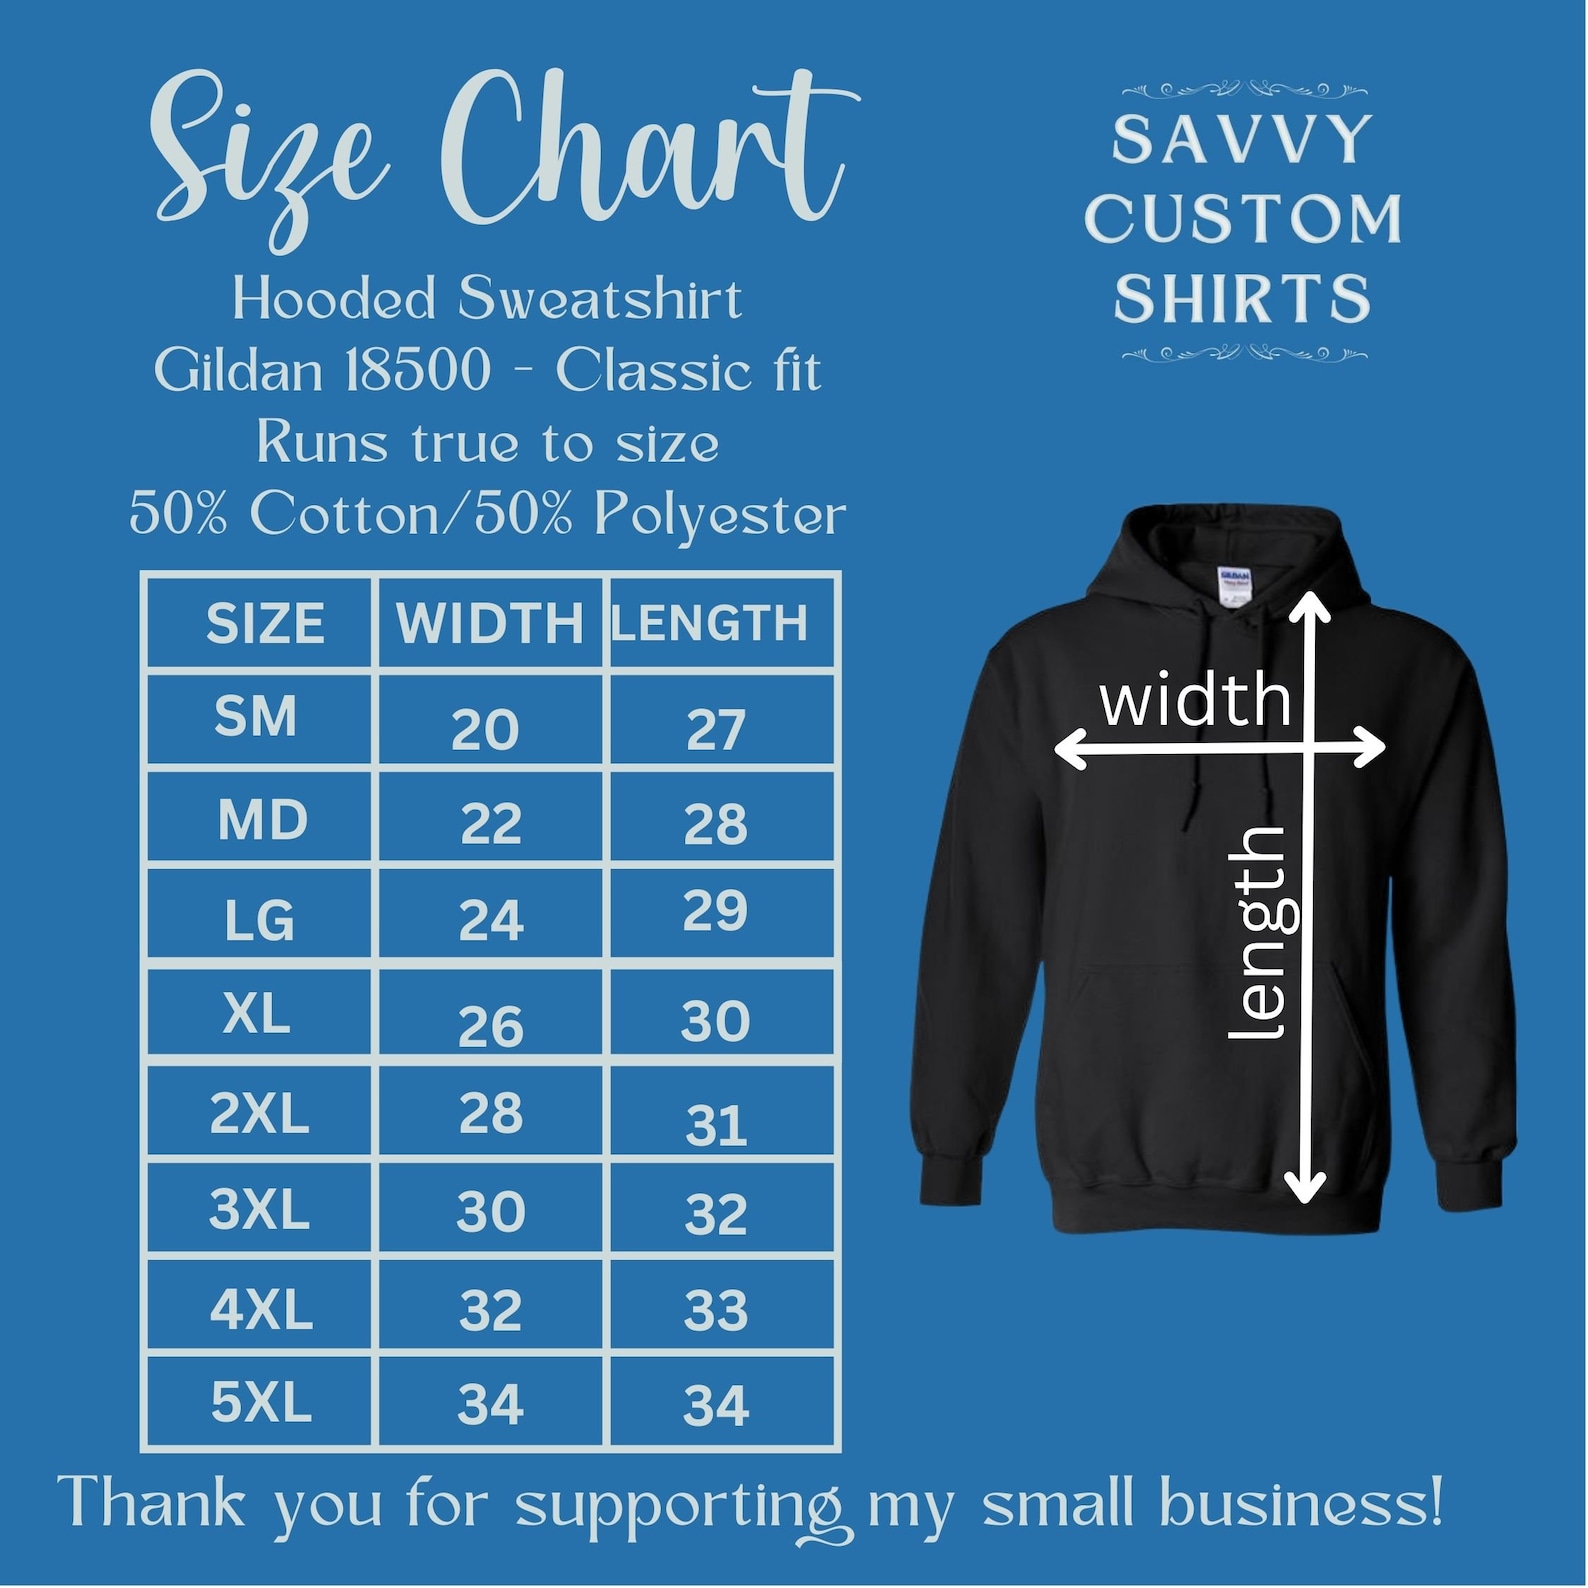 Size Chart
Hooded Sweatshirt
Gildan 18500 - Classic fit
Runs true to size
50% Cotton/50% Polyester
SAVVY
CUSTOM
SHIRTS
SIZE WIDTH LENGTH
SM 20 27
MD 22 28
LG 24 29
XL 26 30
2XL 28 31
3XL 30 32
4XL 32 33
5XL 34 34
GILDAN
width
length
Thank you for supporting my small business!